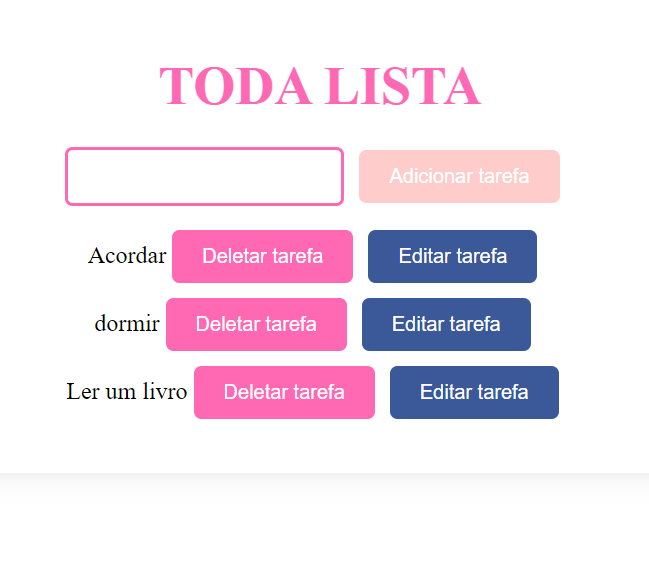 TODA LISTA
Adicionar tarefa
Acordar Deletar tarefa Editar tarefa
dormir Deletar tarefa Editar tarefa
Ler um livro Deletar tarefa Editar tarefa